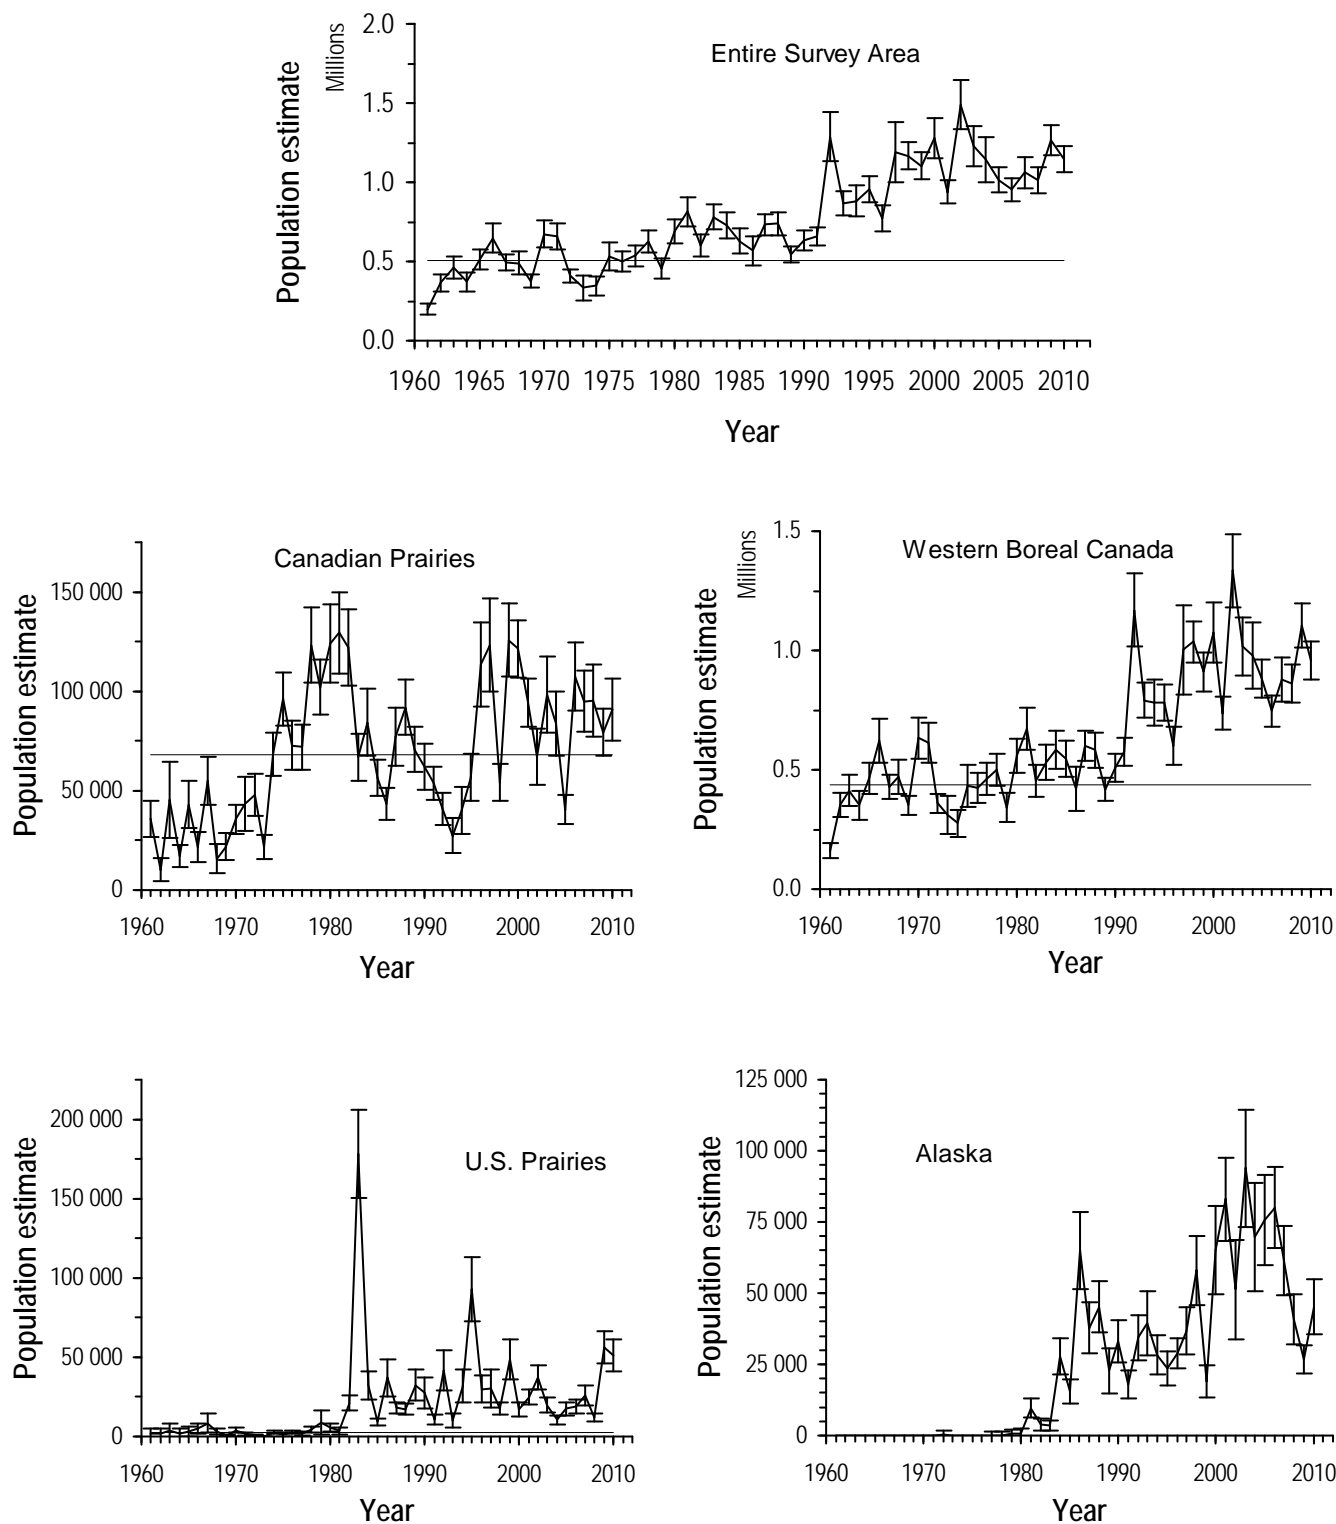 Entire Survey Area
Population estimate
Millions
2.0
1.5
1.0
0.5
0.0
1960 1965 1970 1975 1980 1985 1990 1995 2000 2005 2010
Year
Canadian Prairies
Population estimate
150 000
100 000
50 000
0
1960 1970 1980 1990 2000 2010
Year
Western Boreal Canada
Population estimate
Millions
1.5
1.0
0.5
0.0
1960 1970 1980 1990 2000 2010
Year
U.S. Prairies
Population estimate
200 000
150 000
100 000
50 000
0
1960 1970 1980 1990 2000 2010
Year
Alaska
Population estimate
125 000
100 000
75 000
50 000
25 000
0
1960 1970 1980 1990 2000 2010
Year